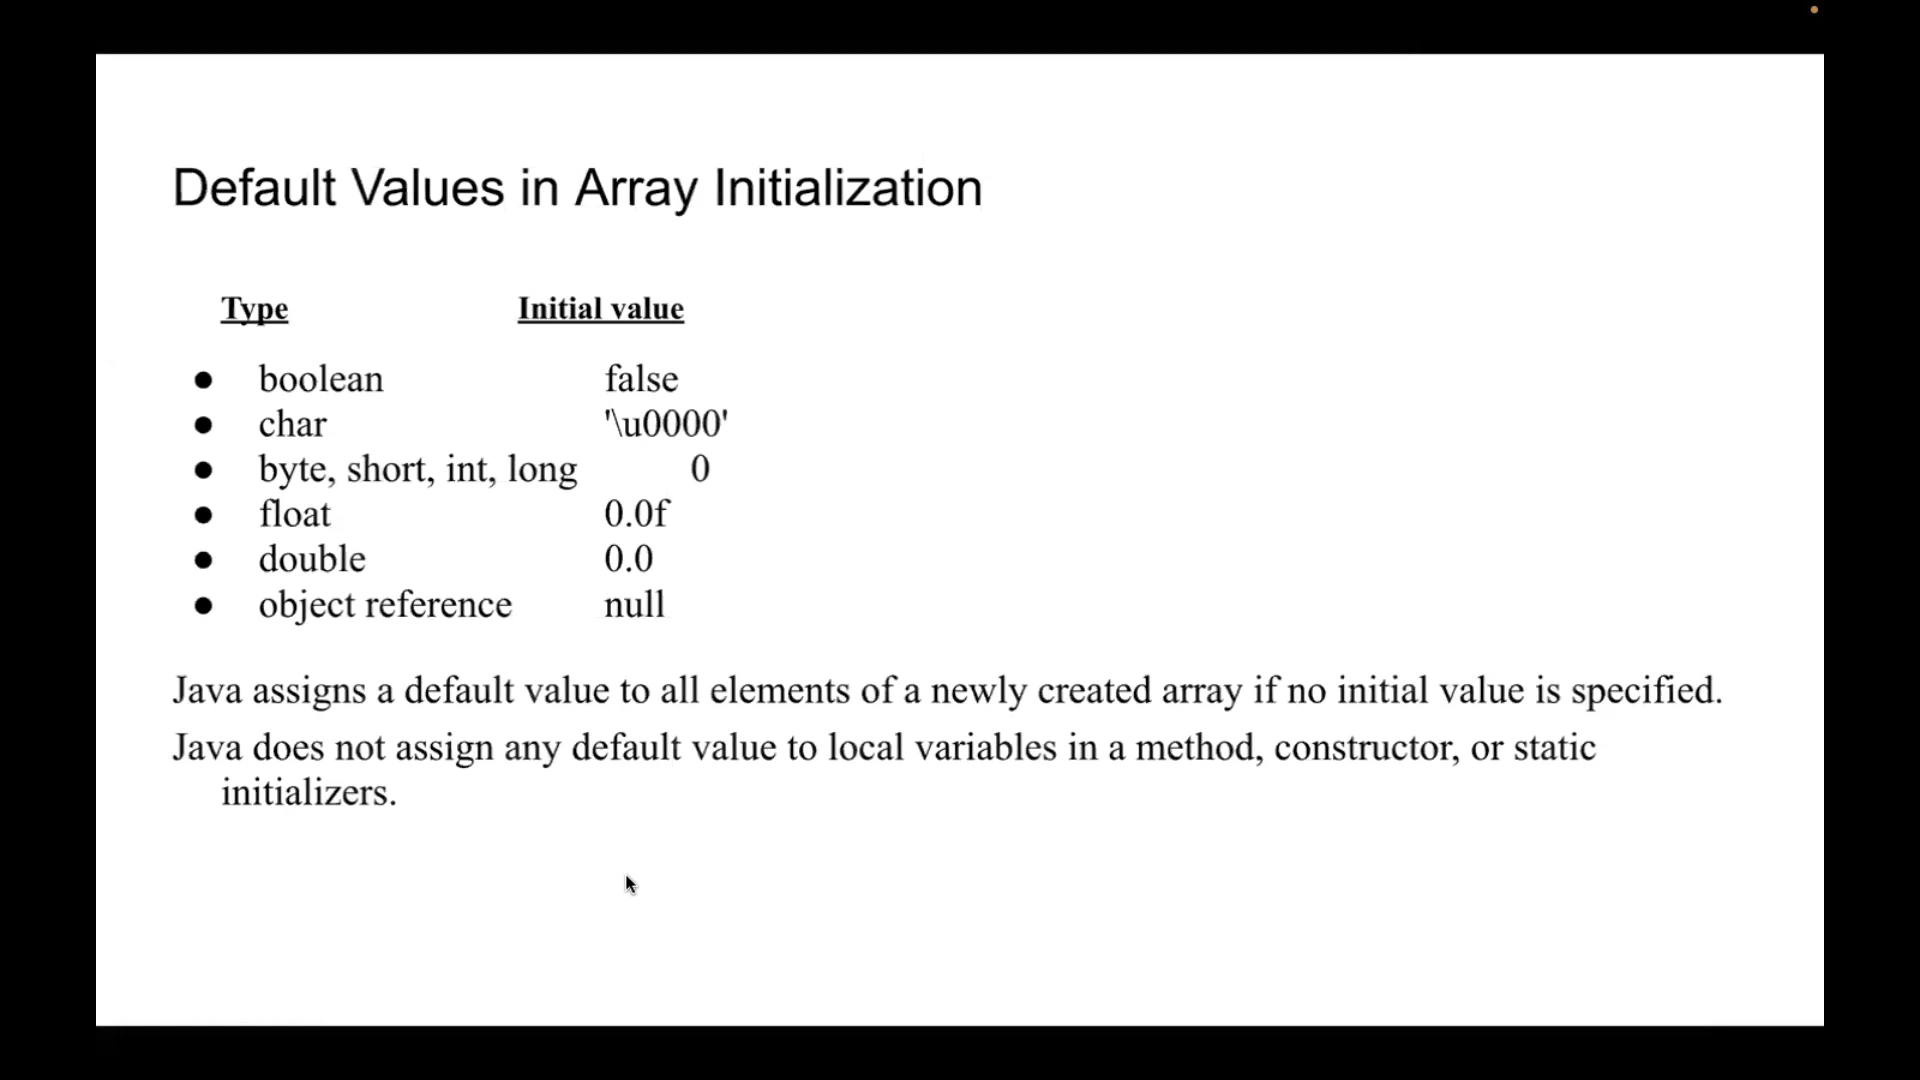 Default Values in Array Initialization
Type Initial value
● boolean false
● char '\u0000'
● byte, short, int, long 0
● float 0.0f
● double 0.0
● object reference null
Java assigns a default value to all elements of a newly created array if no initial value is specified.
Java does not assign any default value to local variables in a method, constructor, or static
initializers.